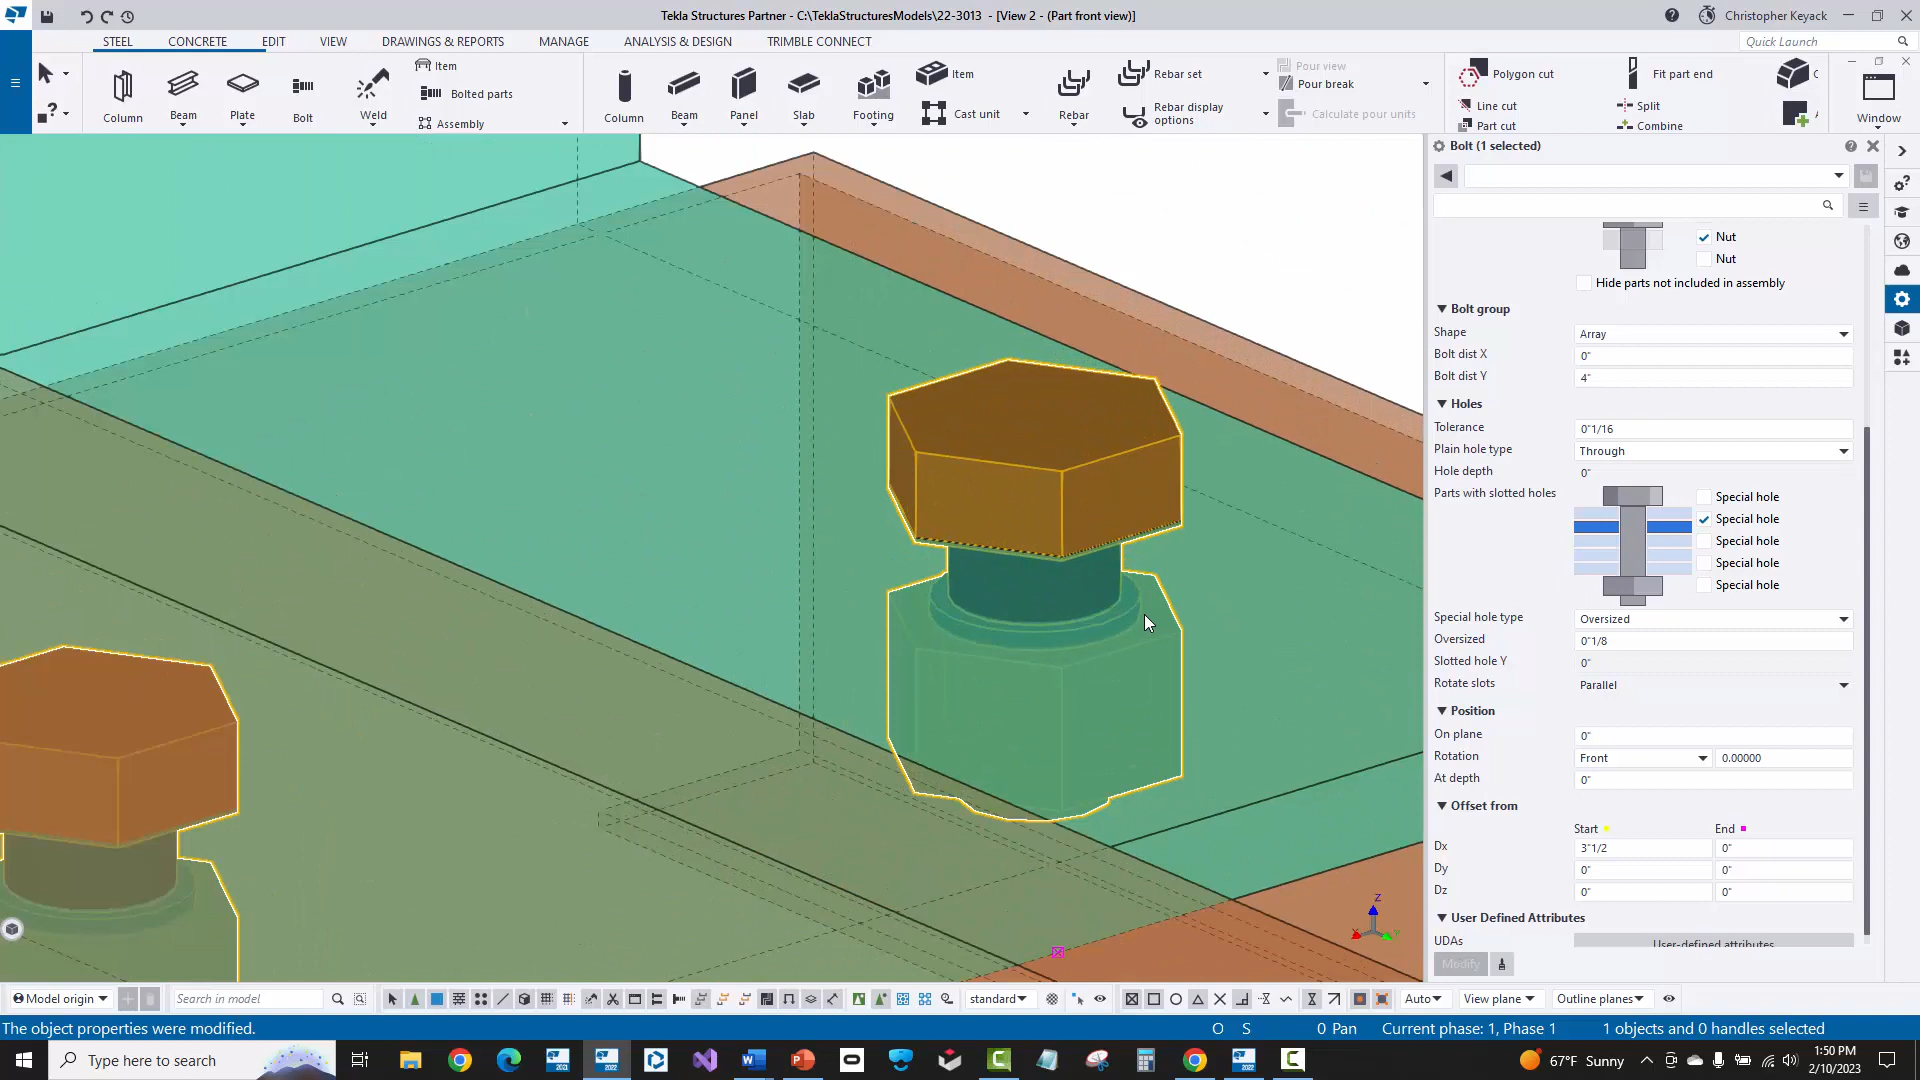 Tekla Structures Partner - C:\TeklaStructuresModels\22-3013 - [View 2 - (Part front view)]
Christopher Keyack
STEEL
CONCRETE
EDIT
VIEW
DRAWINGS & REPORTS
MANAGE
ANALYSIS & DESIGN
TRIMBLE CONNECT
Quick Launch
Column
Beam
Plate
Bolt
Weld
Item
Bolted parts
Assembly
Column
Beam
Panel
Slab
Footing
Item
Cast unit
Rebar
Rebar set
Rebar display
options
Pour view
Pour break
Calculate pour units
Polygon cut
Line cut
Part cut
Fit part end
Split
Combine
Window
Bolt (1 selected)
Nut
Nut
Hide parts not included in assembly
Bolt group
Shape Array
Bolt dist X 0"
Bolt dist Y 4"
Holes
Tolerance 0"1/16
Plain hole type Through
Hole depth 0"
Parts with slotted holes
Special hole
Special hole
Special hole
Special hole
Special hole
Special hole type Oversized
Oversized 0"1/8
Slotted hole Y 0"
Rotate slots Parallel
Position
On plane 0"
Rotation Front 0.00000
At depth 0"
Offset from
Start End
Dx 3"1/2 0"
Dy 0" 0"
Dz 0" 0"
User Defined Attributes
UDAs User-defined attributes
Modify
Z
Model origin
Search in model
standard
Auto
View plane
Outline planes
The object properties were modified.
O S 0 Pan Current phase: 1, Phase 1 1 objects and 0 handles selected
Type here to search
67°F Sunny
1:50 PM
2/10/2023